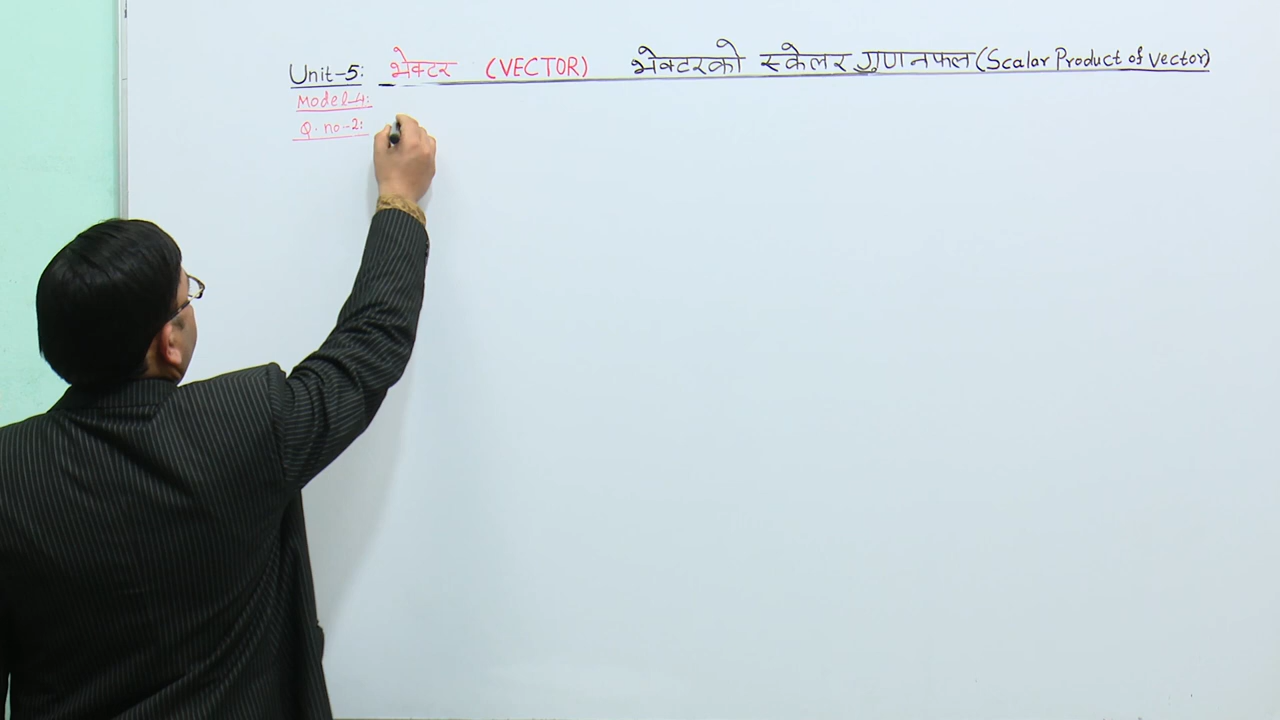 Unit-5: भेक्टर (VECTOR) भेक्टरको स्केलर गुणनफल (Scalar Product of Vector)
Model-4:
Q. no-2: